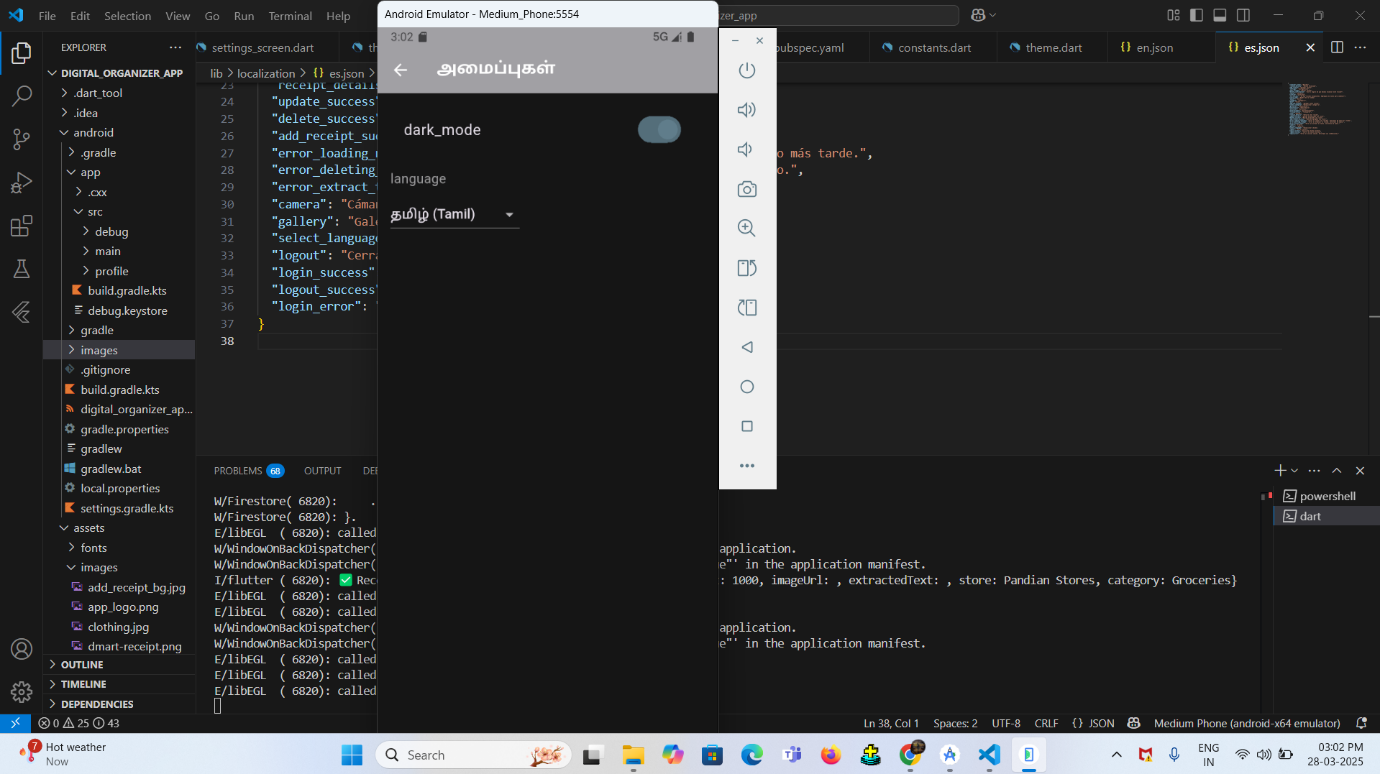 File Edit Selection View Go Run Terminal Help
Android Emulator - Medium_Phone:5554
zer_app
EXPLORER
settings_screen.dart
pubspec.yaml
constants.dart
theme.dart
en.json
es.json
DIGITAL_ORGANIZER_APP
.dart_tool
.idea
android
.gradle
app
.cxx
src
debug
main
profile
build.gradle.kts
debug.keystore
gradle
images
.gitignore
build.gradle.kts
digital_organizer_ap...
gradle.properties
gradlew
gradlew.bat
local.properties
settings.gradle.kts
assets
fonts
images
add_receipt_bg.jpg
app_logo.png
clothing.jpg
dmart-receipt.png
OUTLINE
TIMELINE
DEPENDENCIES
lib > localization > {} es.json >
23 "receipt_details
24 "update_success"
25 "delete_success"
26 "add_receipt_suc
27 "error_loading_r
28 "error_deleting_
29 "error_extract_t
30 "camera": "Cámar
31 "gallery": "Gale
32 "select_language
33 "logout": "Cerra
34 "login_success"
35 "logout_success"
36 "login_error": "
37 }
38
o más tarde.",
o.",
3:02
5G
அமைப்புகள்
dark_mode
language
தமிழ் (Tamil)
PROBLEMS 68 OUTPUT DE
W/Firestore( 6820): .
W/Firestore( 6820): }.
E/libEGL ( 6820): called
W/WindowOnBackDispatcher( application.
W/WindowOnBackDispatcher( e"' in the application manifest.
I/flutter ( 6820): ✅ Rec : 1000, imageUrl: , extractedText: , store: Pandian Stores, category: Groceries}
E/libEGL ( 6820): called
E/libEGL ( 6820): called
W/WindowOnBackDispatcher( application.
W/WindowOnBackDispatcher( e"' in the application manifest.
E/libEGL ( 6820): called
E/libEGL ( 6820): called
E/libEGL ( 6820): called
powershell
dart
0 25 43
Ln 38, Col 1 Spaces: 2 UTF-8 CRLF {} JSON Medium Phone (android-x64 emulator)
7 Hot weather
Now
Search
ENG
IN
03:02 PM
28-03-2025